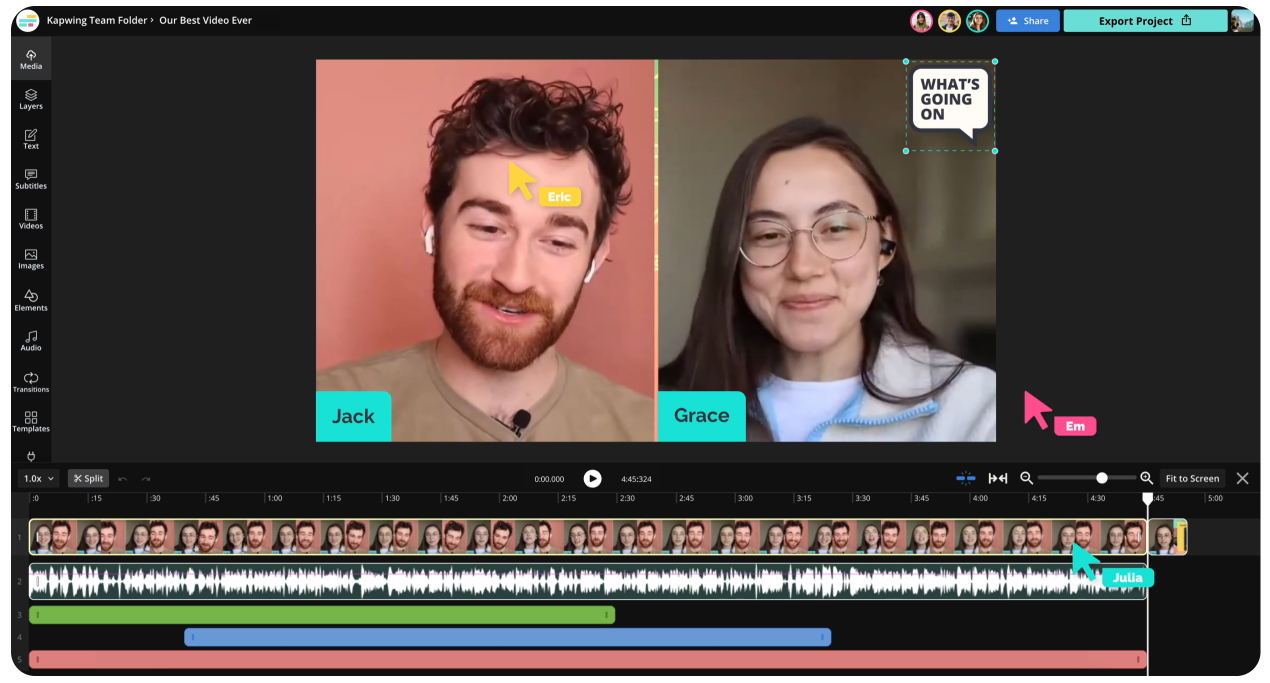 Kapwing Team Folder › Our Best Video Ever
Share
Export Project
Media
Layers
Text
Subtitles
Videos
Images
Elements
Audio
Transitions
Templates
WHAT'S
GOING
ON
Eric
Jack
Grace
Em
1.0x
Split
0:00.000
4:45:324
Fit to Screen
:0 :15 :30 :45 1:00 1:15 1:30 1:45 2:00 2:15 2:30 2:45 3:00 3:15 3:30 3:45 4:00 4:15 4:30 :45 5:00
1
2
Julia
3
4
5